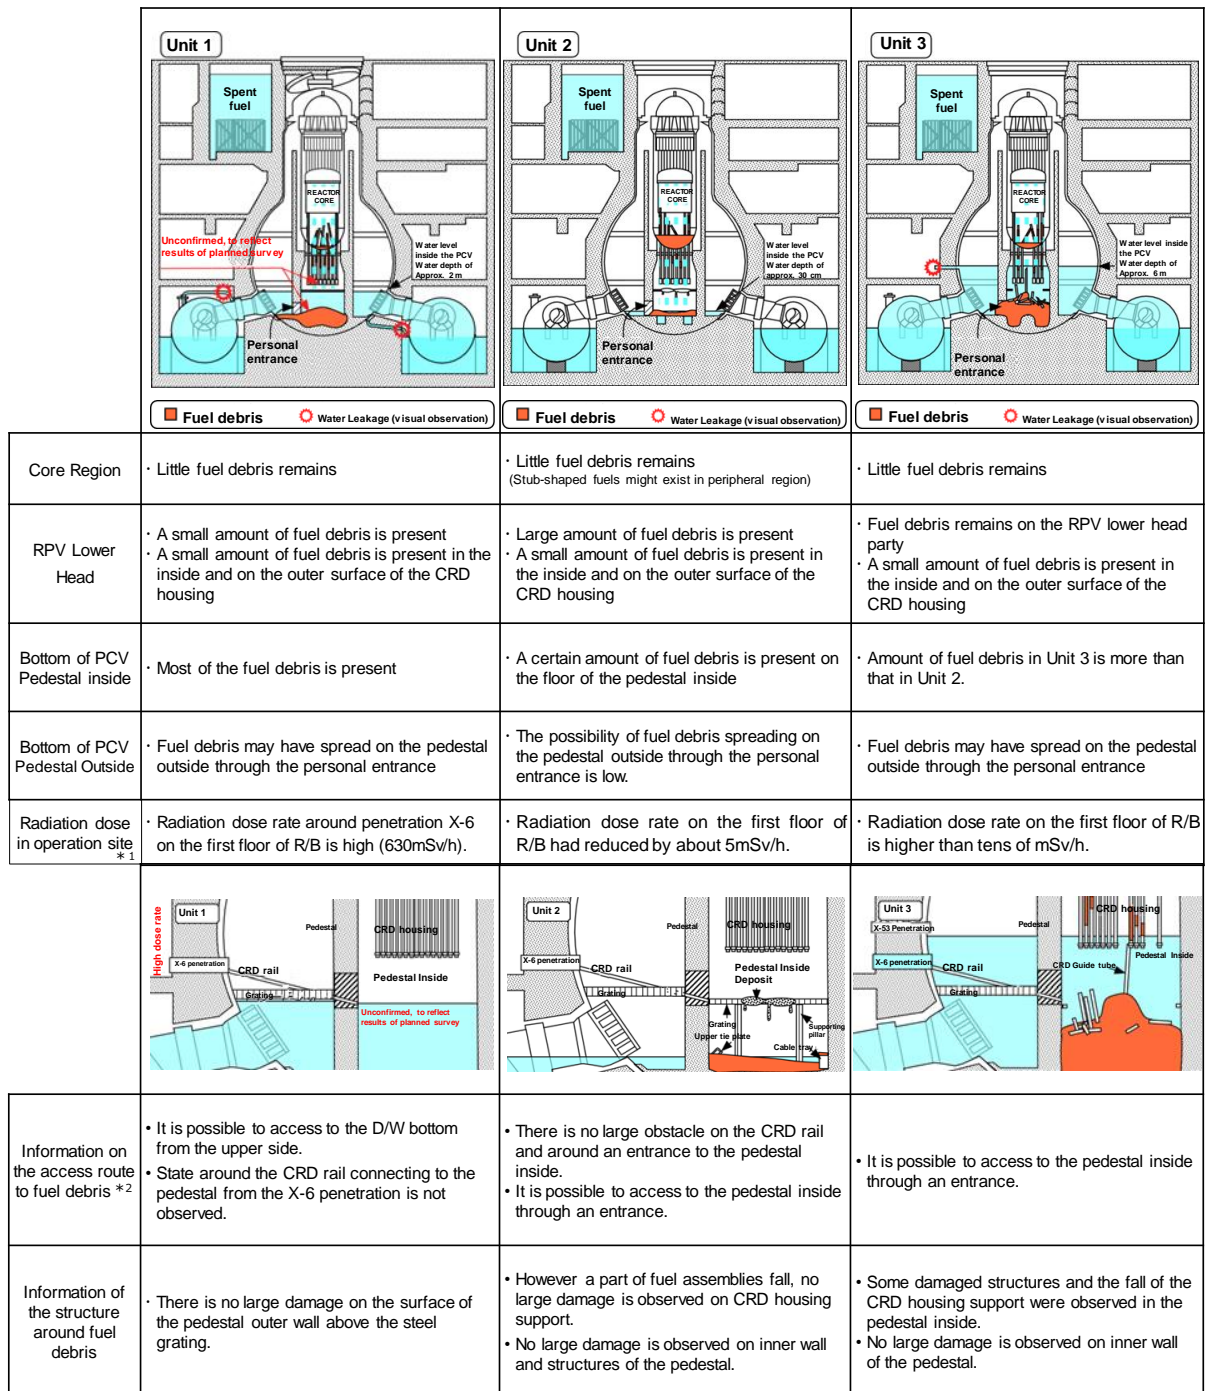 Unit 1
Spent
fuel
REACTOR
CORE
Unconfirmed, to reflect
results of planned survey
Water level
inside the PCV
Water depth of
Approx. 2 m
Personal
entrance
Fuel debris
Water Leakage (visual observation)
Unit 2
Spent
fuel
REACTOR
CORE
Water level
inside the PCV
Water depth of
approx. 30 cm
Personal
entrance
Fuel debris
Water Leakage (visual observation)
Unit 3
Spent
fuel
REACTOR
CORE
Water level inside
the PCV
Water depth of
Approx. 6 m
Personal
entrance
Fuel debris
Water Leakage (visual observation)
Core Region
・Little fuel debris remains
・Little fuel debris remains
(Stub-shaped fuels might exist in peripheral region)
・Little fuel debris remains
RPV Lower
Head
・A small amount of fuel debris is present
・A small amount of fuel debris is present in the
inside and on the outer surface of the CRD
housing
・Large amount of fuel debris is present
・A small amount of fuel debris is present in
the inside and on the outer surface of the
CRD housing
・Fuel debris remains on the RPV lower head
party
・A small amount of fuel debris is present in
the inside and on the outer surface of the
CRD housing
Bottom of PCV
Pedestal inside
・Most of the fuel debris is present
・A certain amount of fuel debris is present on
the floor of the pedestal inside
・Amount of fuel debris in Unit 3 is more than
that in Unit 2.
Bottom of PCV
Pedestal Outside
・Fuel debris may have spread on the pedestal
outside through the personal entrance
・The possibility of fuel debris spreading on
the pedestal outside through the personal
entrance is low.
・Fuel debris may have spread on the pedestal
outside through the personal entrance
Radiation dose
in operation site
*1
・Radiation dose rate around penetration X-6
on the first floor of R/B is high (630mSv/h).
・Radiation dose rate on the first floor of
R/B had reduced by about 5mSv/h.
・Radiation dose rate on the first floor of R/B
is higher than tens of mSv/h.
High dose rate
Unit 1
Pedestal
CRD housing
X-6 penetration
CRD rail
Pedestal Inside
Grating
Unconfirmed, to reflect
results of planned survey
Unit 2
Pedestal
CRD housing
X-6 penetration
CRD rail
Pedestal Inside
Deposit
Grating
Grating
Upper tie plate
Supporting
pillar
Cable tray
Unit 3
CRD housing
X-53 Penetration
Pedestal
Pedestal Inside
X-6 penetration
CRD rail
CRD Guide tube
Grating
Information on
the access route
to fuel debris *2
• It is possible to access to the D/W bottom
from the upper side.
• State around the CRD rail connecting to the
pedestal from the X-6 penetration is not
observed.
• There is no large obstacle on the CRD rail
and around an entrance to the pedestal
inside.
• It is possible to access to the pedestal inside
through an entrance.
• It is possible to access to the pedestal inside
through an entrance.
Information of
the structure
around fuel
debris
・There is no large damage on the surface of
the pedestal outer wall above the steel
grating.
• However a part of fuel assemblies fall, no
large damage is observed on CRD housing
support.
• No large damage is observed on inner wall
and structures of the pedestal.
• Some damaged structures and the fall of the
CRD housing support were observed in the
pedestal inside.
• No large damage is observed on inner wall
of the pedestal.